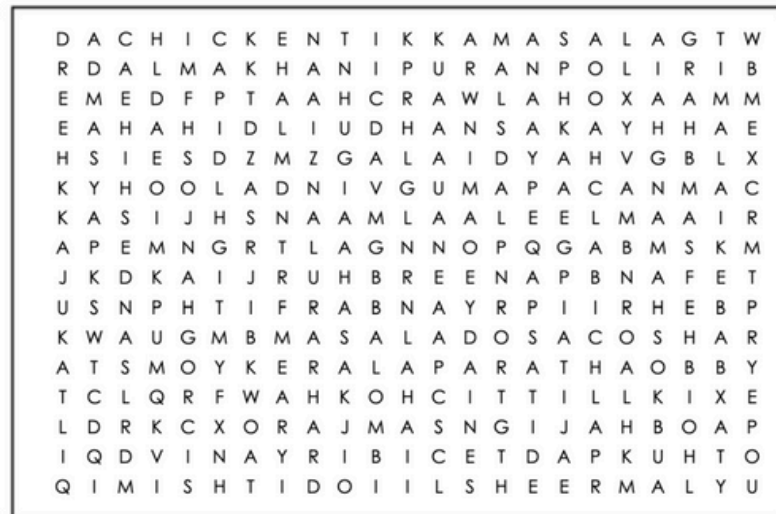 D A C H I C K E N T I K K A M A S A L A G T W
R D A L M A K H A N I P U R A N P O L I R I B
E M E D F P T A A H C R A W L A H O X A A M M
E A H A H I D L I U D H A N S A K A Y H H A E
H S I E S D Z M Z G A L A I D Y A H V G B L X
K Y H O O L A D N I V G U M A P A C A N M A C
K A S I J H S N A A M L A A L E E L M A A I R
A P E M N G R T L A G N N O P Q G A B M S K M
J K D K A I J R U H B R E E N A P B N A F E T
U S N P H T I F R A B N A Y R P I I R H E B P
K W A U G M B M A S A L A D O S A C O S H A R
A T S M O Y K E R A L A P A R A T H A O B B Y
T C L Q R F W A H K O H C I T T I L L K I X E
L D R K C X O R A J M A S N G I J A H B O A P
I Q D V I N A Y R I B I C E T D A P K U H T O
Q I M I S H T I D O I I L S H E E R M A L Y U